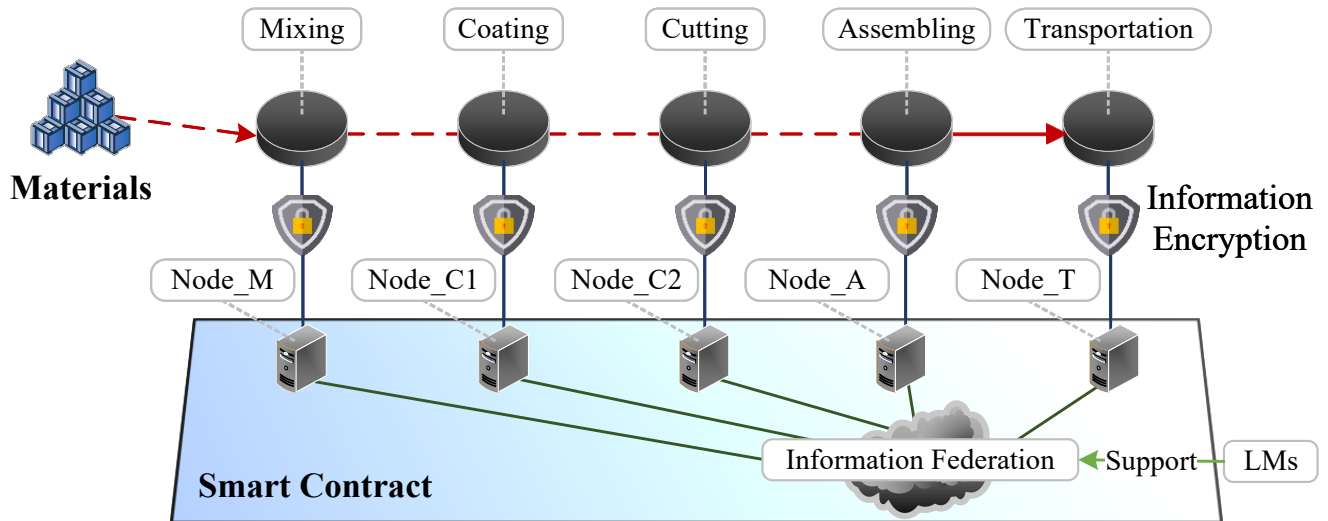 Mixing
Coating
Cutting
Assembling
Transportation
Materials
Information
Encryption
Node_M
Node_C1
Node_C2
Node_A
Node_T
Information Federation
Support
LMs
Smart Contract